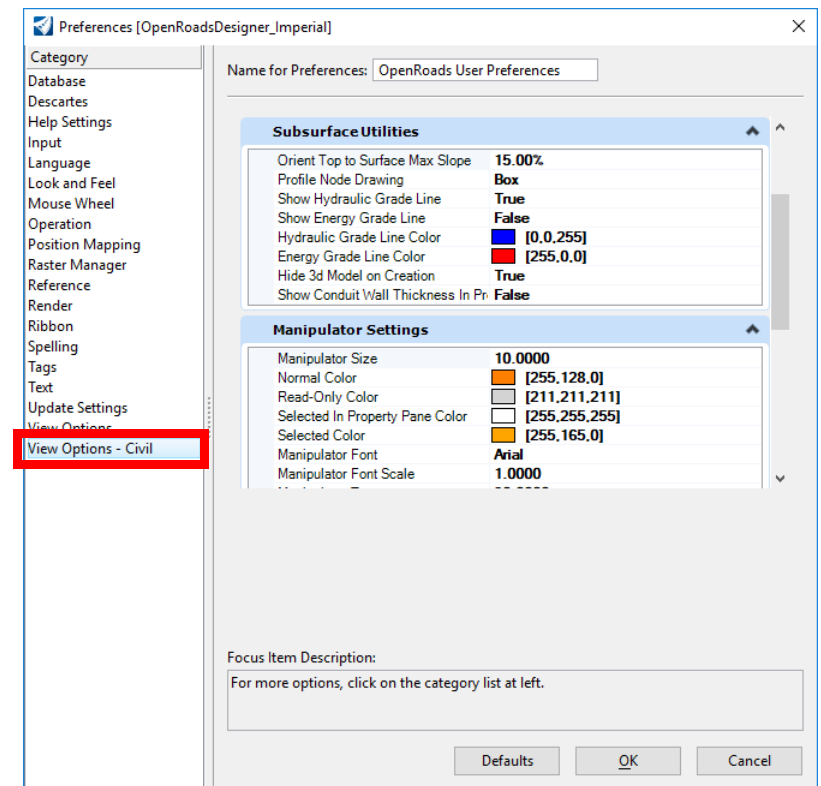 Preferences [OpenRoadsDesigner_Imperial]
Category
Database
Descartes
Help Settings
Input
Language
Look and Feel
Mouse Wheel
Operation
Position Mapping
Raster Manager
Reference
Render
Ribbon
Spelling
Tags
Text
Update Settings
View Options
View Options - Civil
Name for Preferences: OpenRoads User Preferences
Subsurface Utilities
Orient Top to Surface Max Slope 15.00%
Profile Node Drawing Box
Show Hydraulic Grade Line True
Show Energy Grade Line False
Hydraulic Grade Line Color [0,0,255]
Energy Grade Line Color [255,0,0]
Hide 3d Model on Creation True
Show Conduit Wall Thickness In Pr False
Manipulator Settings
Manipulator Size 10.0000
Normal Color [255,128,0]
Read-Only Color [211,211,211]
Selected In Property Pane Color [255,255,255]
Selected Color [255,165,0]
Manipulator Font Arial
Manipulator Font Scale 1.0000
Focus Item Description:
For more options, click on the category list at left.
Defaults OK Cancel